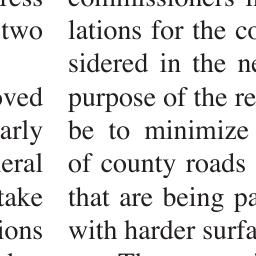 two
oved
arly
eral
take
ions
commissioners
lations for the co
sidered in the ne
purpose of the re
be to minimize
of county roads
that are being pa
with harder surfa